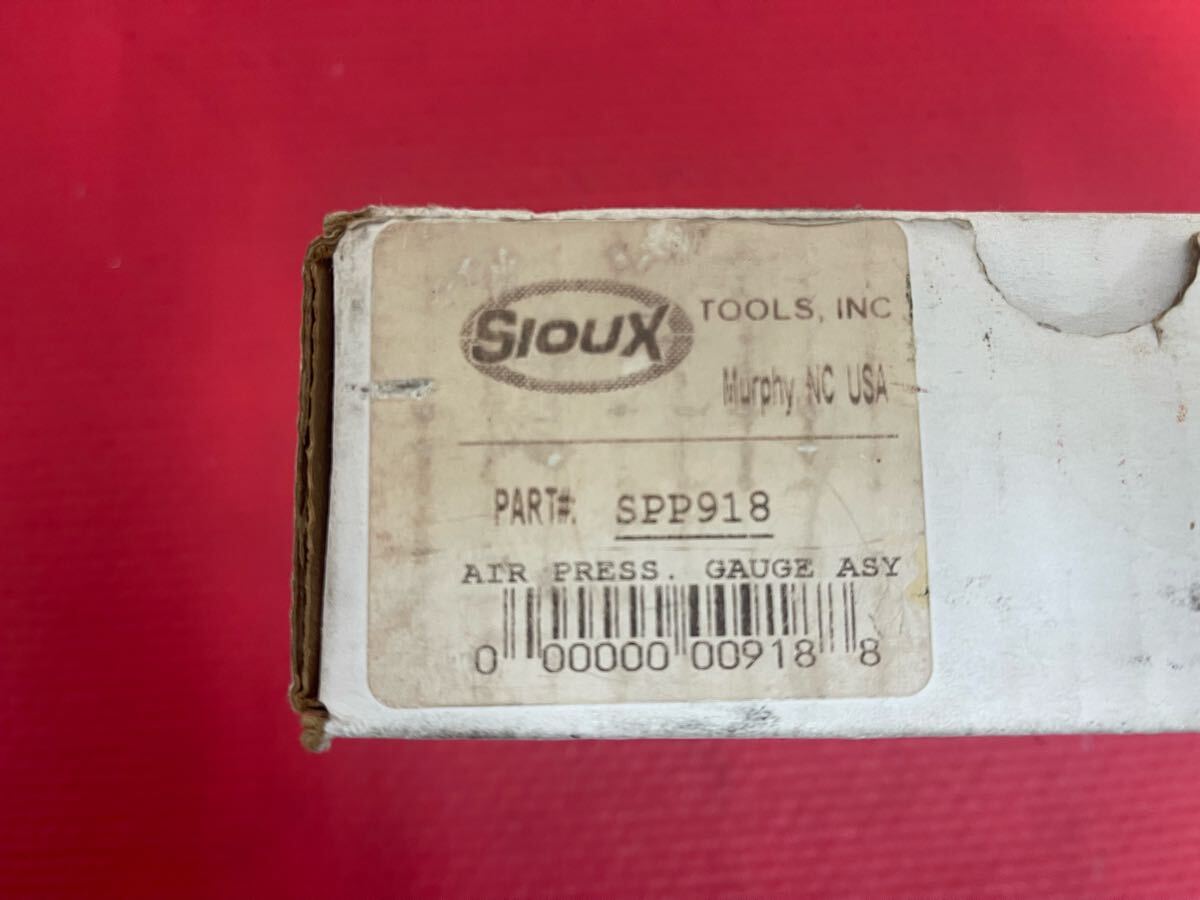 SIOUX TOOLS, INC
Murphy, NC USA
PART#: SPP918
AIR PRESS. GAUGE ASY
0 00000 00918 8